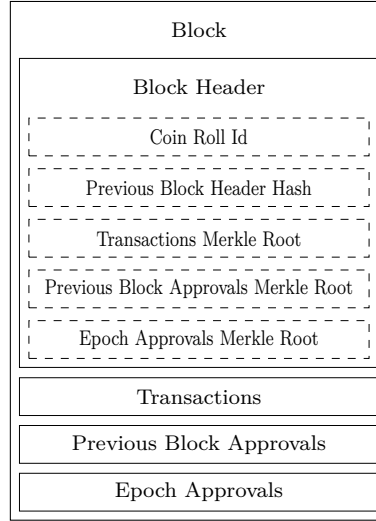 Block
Block Header
Coin Roll Id
Previous Block Header Hash
Transactions Merkle Root
Previous Block Approvals Merkle Root
Epoch Approvals Merkle Root
Transactions
Previous Block Approvals
Epoch Approvals